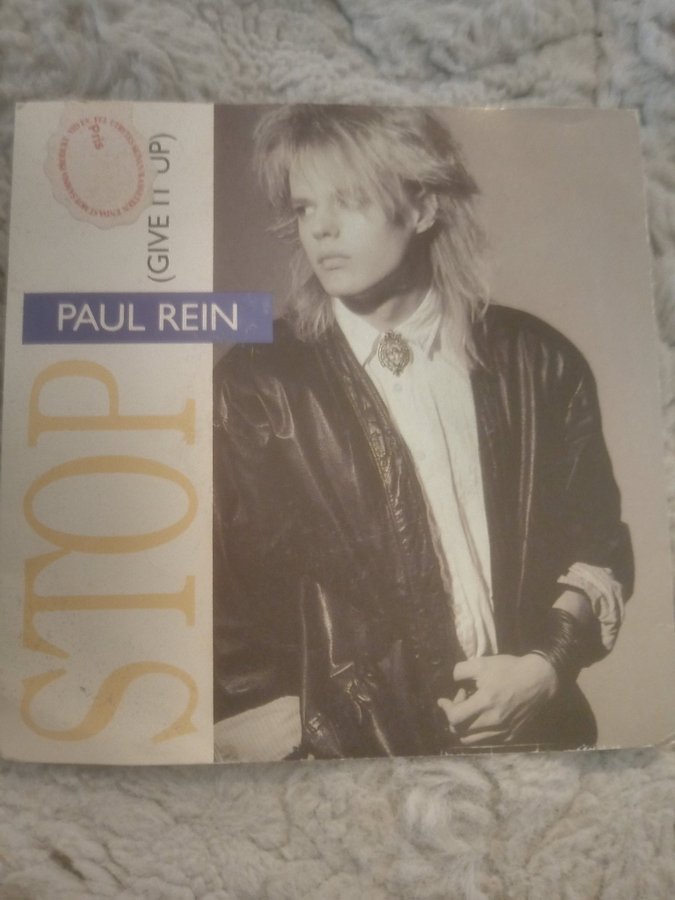 STOP
(GIVE IT UP)
PAUL REIN